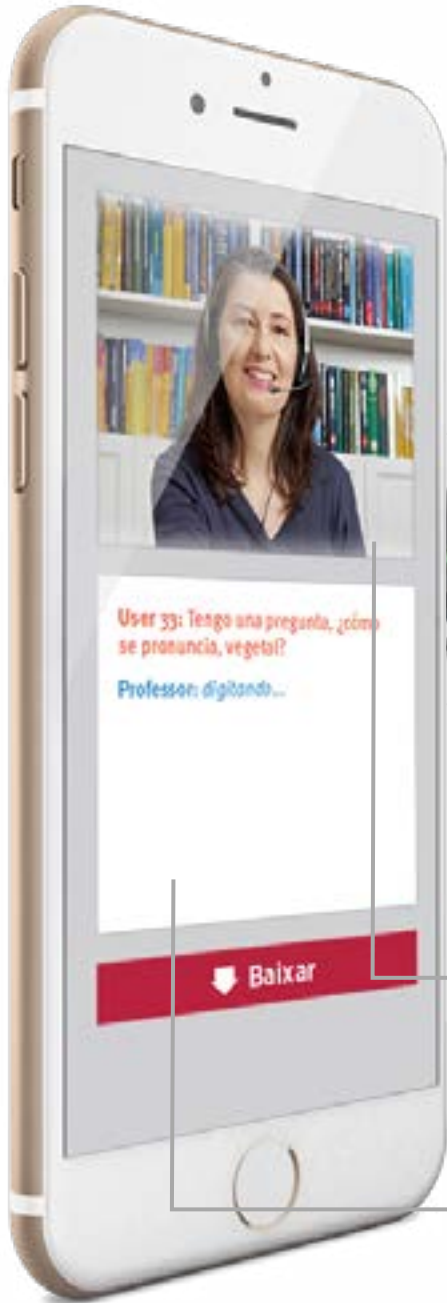 User 33: Tengo una pregunta, ¿cómo
se pronuncia, vegetal?
Professor: digitando...
Baixar